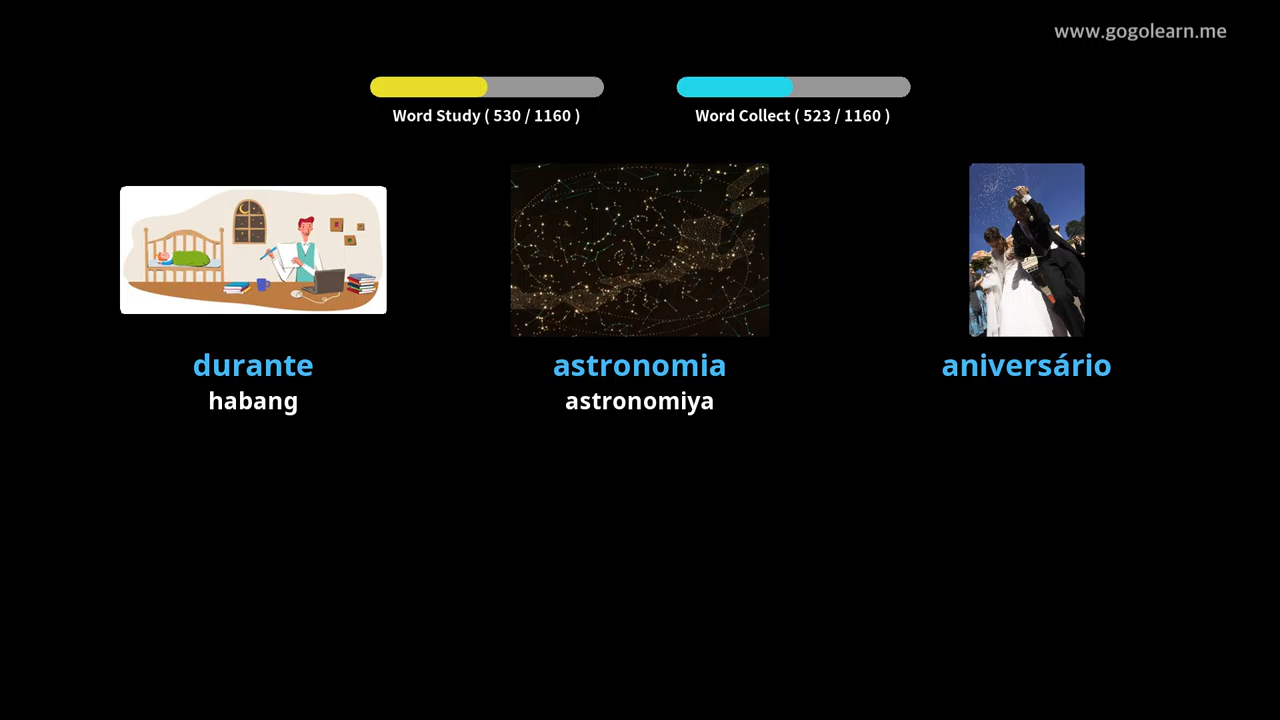 www.gogolearn.me
Word Study ( 530 / 1160 )
Word Collect ( 523 / 1160 )
durante
habang
astronomia
astronomiya
aniversário